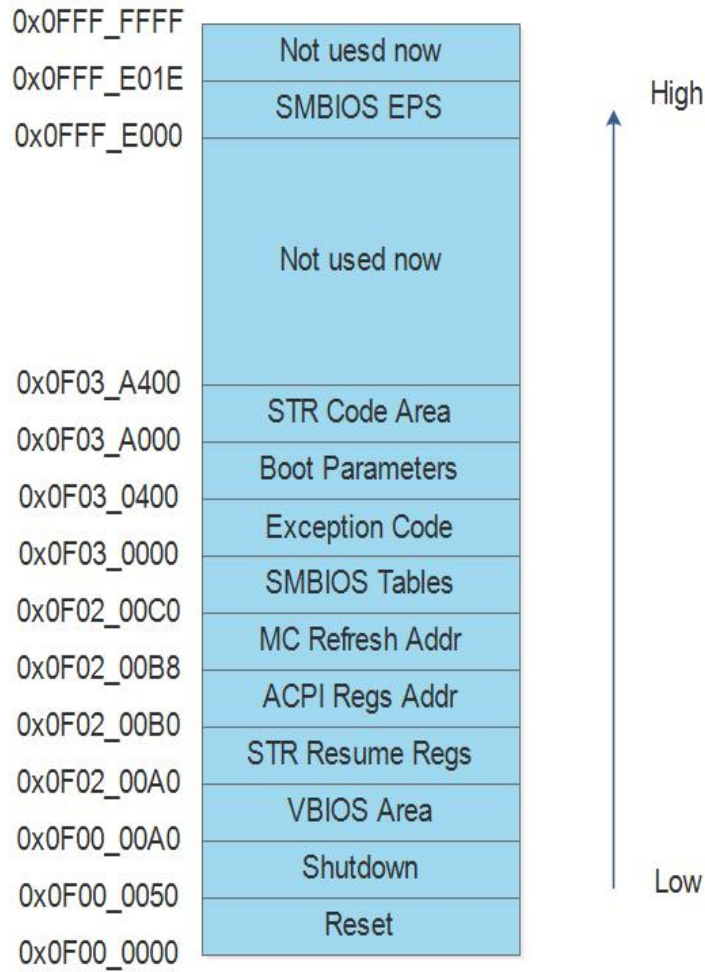 0x0FFF_FFFF
Not uesd now
0x0FFF_E01E
High
SMBIOS EPS
0x0FFF_E000
Not used now
0x0F03_A400
STR Code Area
0x0F03_A000
Boot Parameters
0x0F03_0400
Exception Code
0x0F03_0000
SMBIOS Tables
0x0F02_00C0
MC Refresh Addr
0x0F02_00B8
ACPI Regs Addr
0x0F02_00B0
STR Resume Regs
0x0F02_00A0
VBIOS Area
0x0F00_00A0
Shutdown
Low
0x0F00_0050
Reset
0x0F00_0000